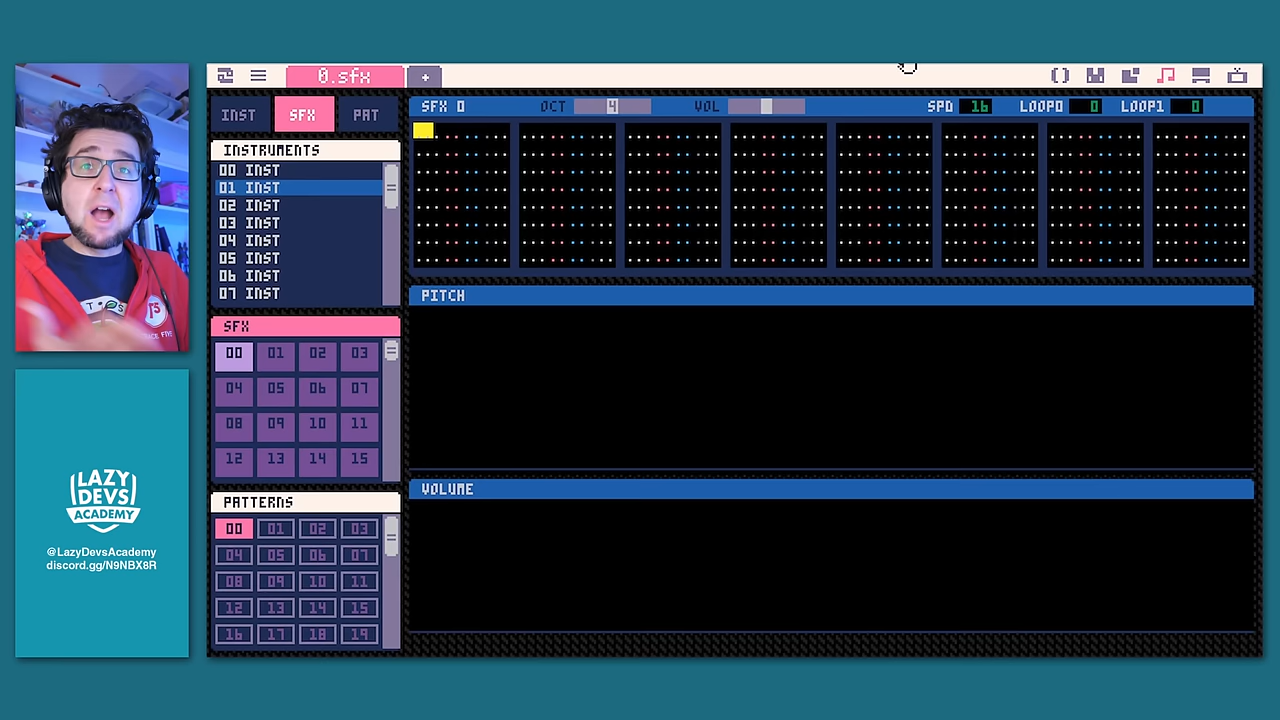 0.sfx +
INST SFX PAT
SFX 0 OCT 4 VOL SPD 16 LOOP0 0 LOOP1 0
INSTRUMENTS
00 INST
01 INST
02 INST
03 INST
04 INST
05 INST
06 INST
07 INST
SFX
00 01 02 03
04 05 06 07
08 09 10 11
12 13 14 15
PATTERNS
00 01 02 03
04 05 06 07
08 09 10 11
12 13 14 15
16 17 18 19
PITCH
VOLUME
LAZY
DEVS
ACADEMY
@LazyDevsAcademy
discord.gg/N9NBX8R